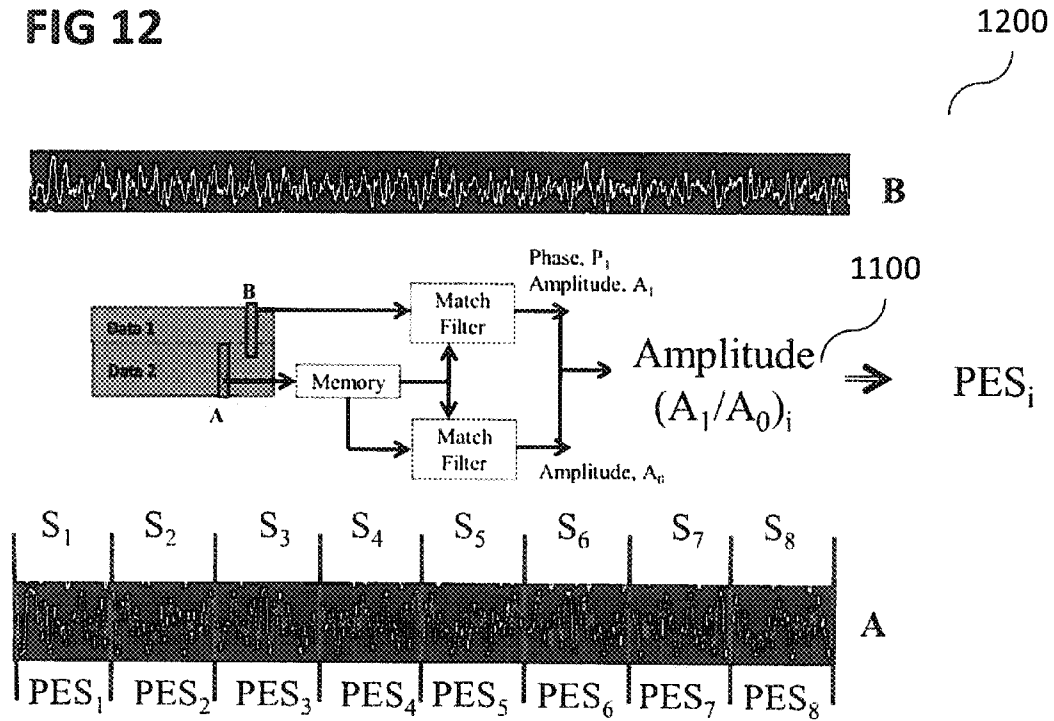 FIG 12
1200
B
Phase, P1
Amplitude, A1
1100
B
Data 1
Match
Filter
Data 2
Memory
A
Match
Filter
Amplitude
(A1/A0)i
PESi
Amplitude, A0
S1 S2 S3 S4 S5 S6 S7 S8
A
PES1 PES2 PES3 PES4 PES5 PES6 PES7 PES8